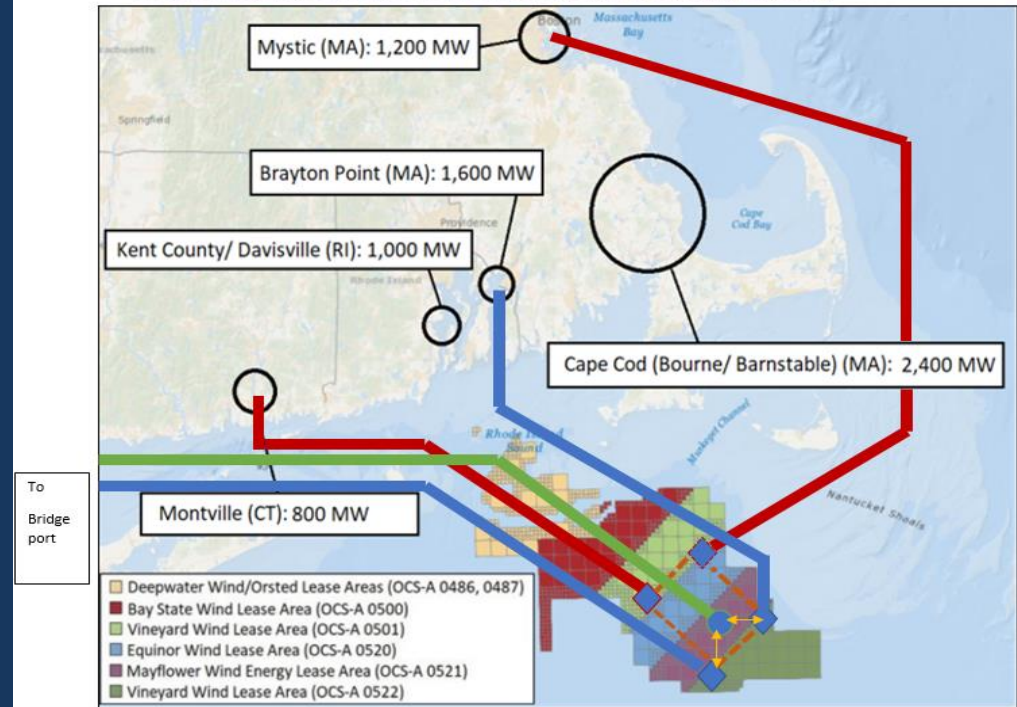 Boston
Massachusetts
Bay
Mystic (MA): 1,200 MW
Springfield
Brayton Point (MA): 1,600 MW
Providence
Cape
Cod Bay
Kent County/ Davisville (RI): 1,000 MW
Rhode Island
Cape Cod (Bourne/ Barnstable) (MA): 2,400 MW
Muskeget Channel
Rhode Island
Sound
To
Bridge
port
Montville (CT): 800 MW
Nantucket Shoals
Deepwater Wind/Orsted Lease Areas (OCS-A 0486, 0487)
Bay State Wind Lease Area (OCS-A 0500)
Vineyard Wind Lease Area (OCS-A 0501)
Equinor Wind Lease Area (OCS-A 0520)
Mayflower Wind Energy Lease Area (OCS-A 0521)
Vineyard Wind Lease Area (OCS-A 0522)